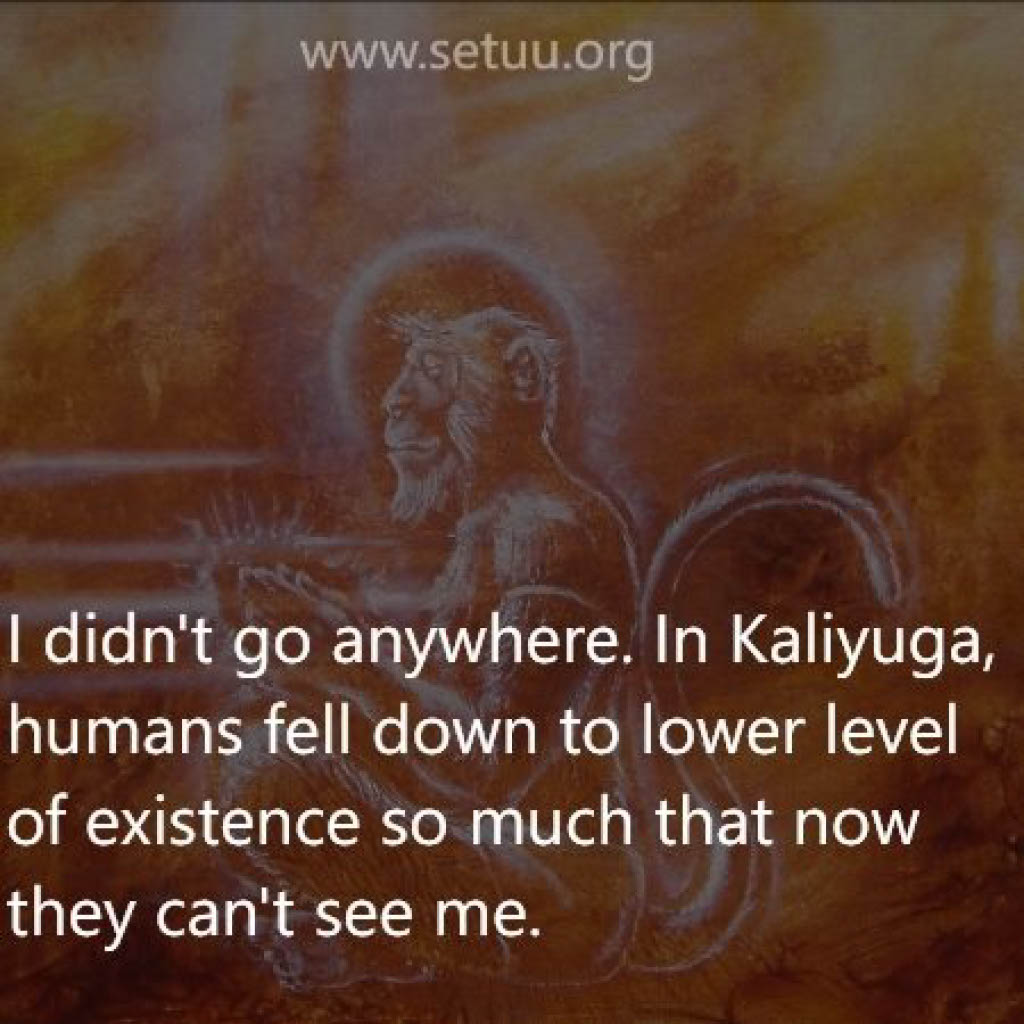 www.setuu.org
I didn't go anywhere. In Kaliyuga,
humans fell down to lower level
of existence so much that now
they can't see me.